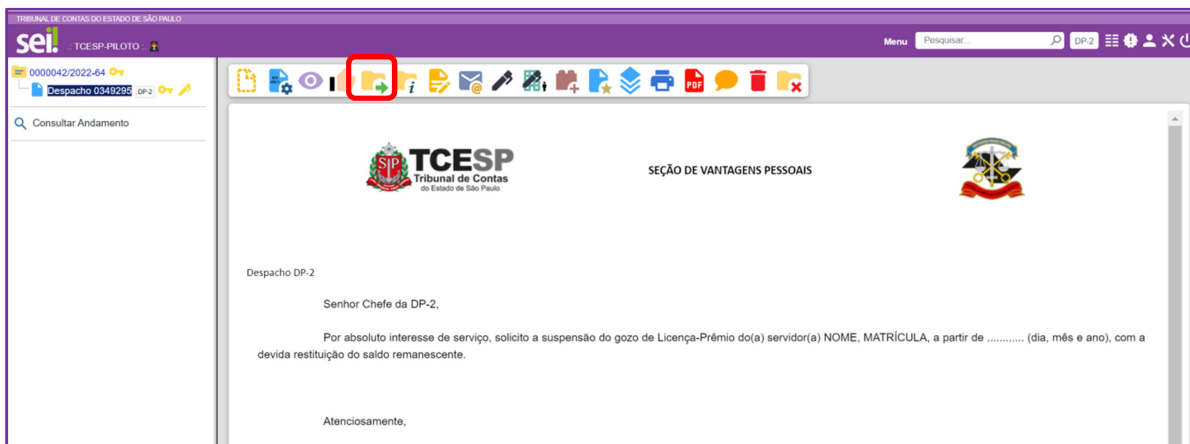 TRIBUNAL DE CONTAS DO ESTADO DE SÃO PAULO
sei!
.: TCESP-PILOTO :.
Menu
Pesquisar...
DP-2
0000042/2022-64
Despacho 0349295
DP-2
Consultar Andamento
PDF
SIP
TCESP
Tribunal de Contas
do Estado de São Paulo
SEÇÃO DE VANTAGENS PESSOAIS
Despacho DP-2
Senhor Chefe da DP-2,
Por absoluto interesse de serviço, solicito a suspensão do gozo de Licença-Prêmio do(a) servidor(a) NOME, MATRÍCULA, a partir de ............ (dia, mês e ano), com a
devida restituição do saldo remanescente.
Atenciosamente,